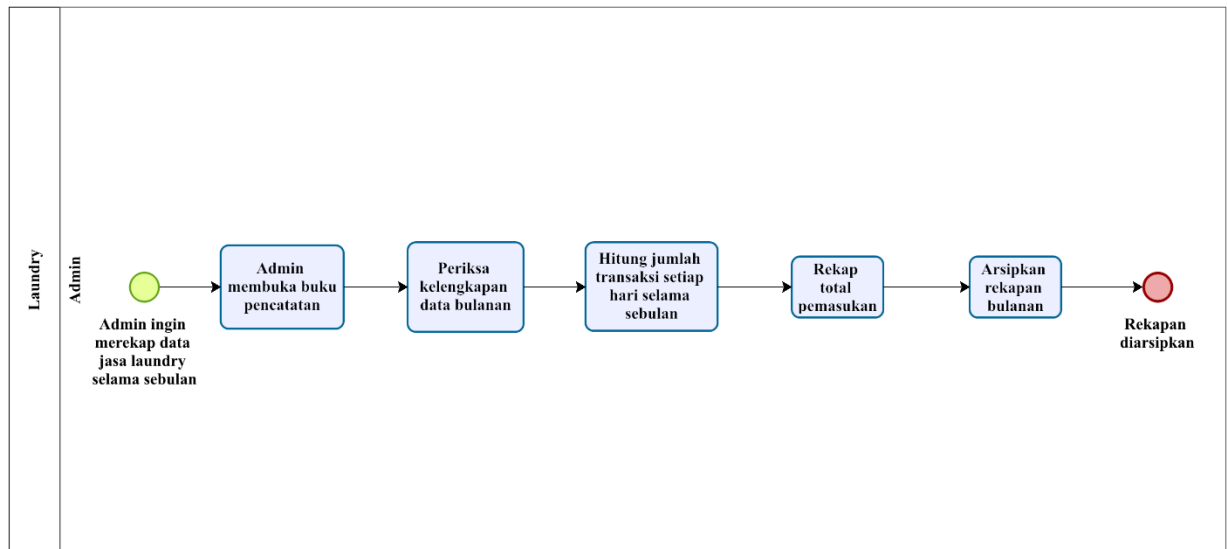 Laundry
Admin
Admin ingin
merekap data
jasa laundry
selama sebulan
Admin
membuka buku
pencatatan
Periksa
kelengkapan
data bulanan
Hitung jumlah
transaksi setiap
hari selama
sebulan
Rekap
total
pemasukan
Arsipkan
rekapan
bulanan
Rekapan
diarsipkan